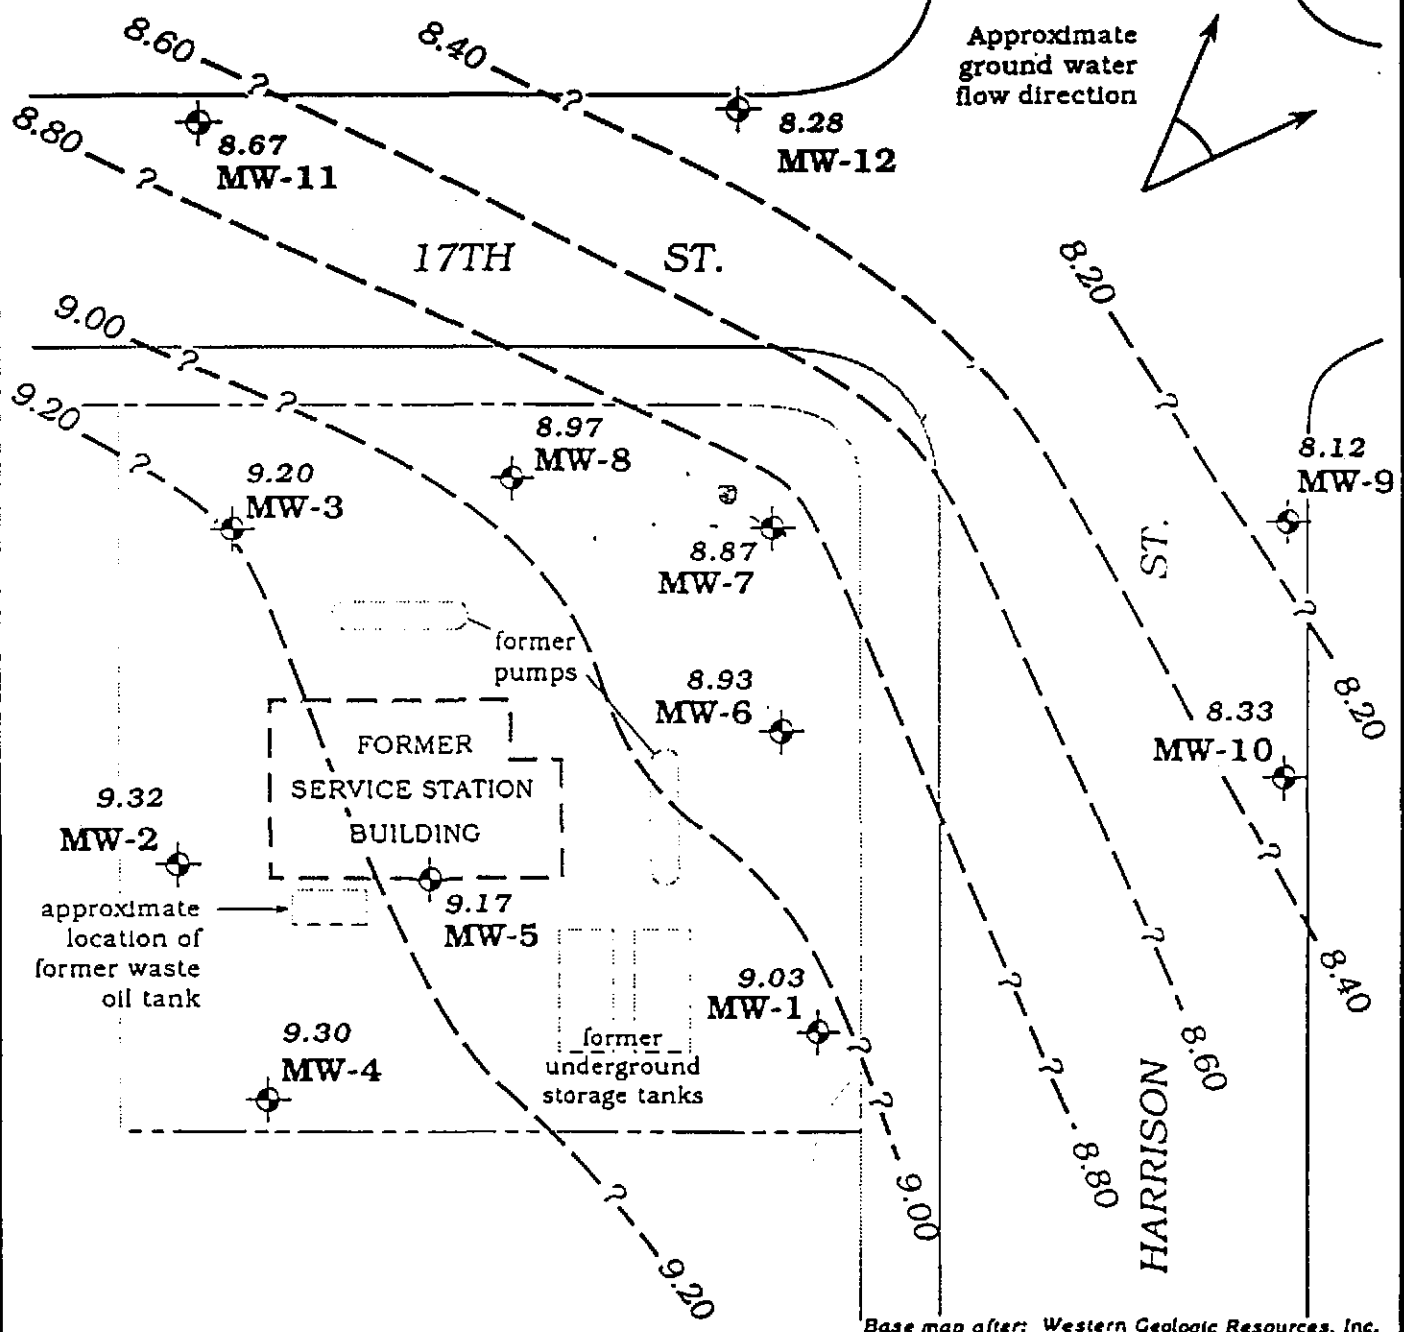 8.60
8.40
Approximate
ground water
flow direction
8.80
8.67
MW-11
8.28
MW-12
17TH ST.
8.20
9.00
9.20
8.97
MW-8
9.20
MW-3
8.12
MW-9
8.87
MW-7
ST.
former
pumps
8.93
MW-6
8.20
8.33
MW-10
FORMER
SERVICE STATION
BUILDING
9.32
MW-2
approximate
location of
former waste
oil tank
9.17
MW-5
9.03
MW-1
8.40
9.30
MW-4
former
underground
storage tanks
8.60
HARRISON
8.80
9.00
9.20
Base map after: Western Geologic Resources, Inc.